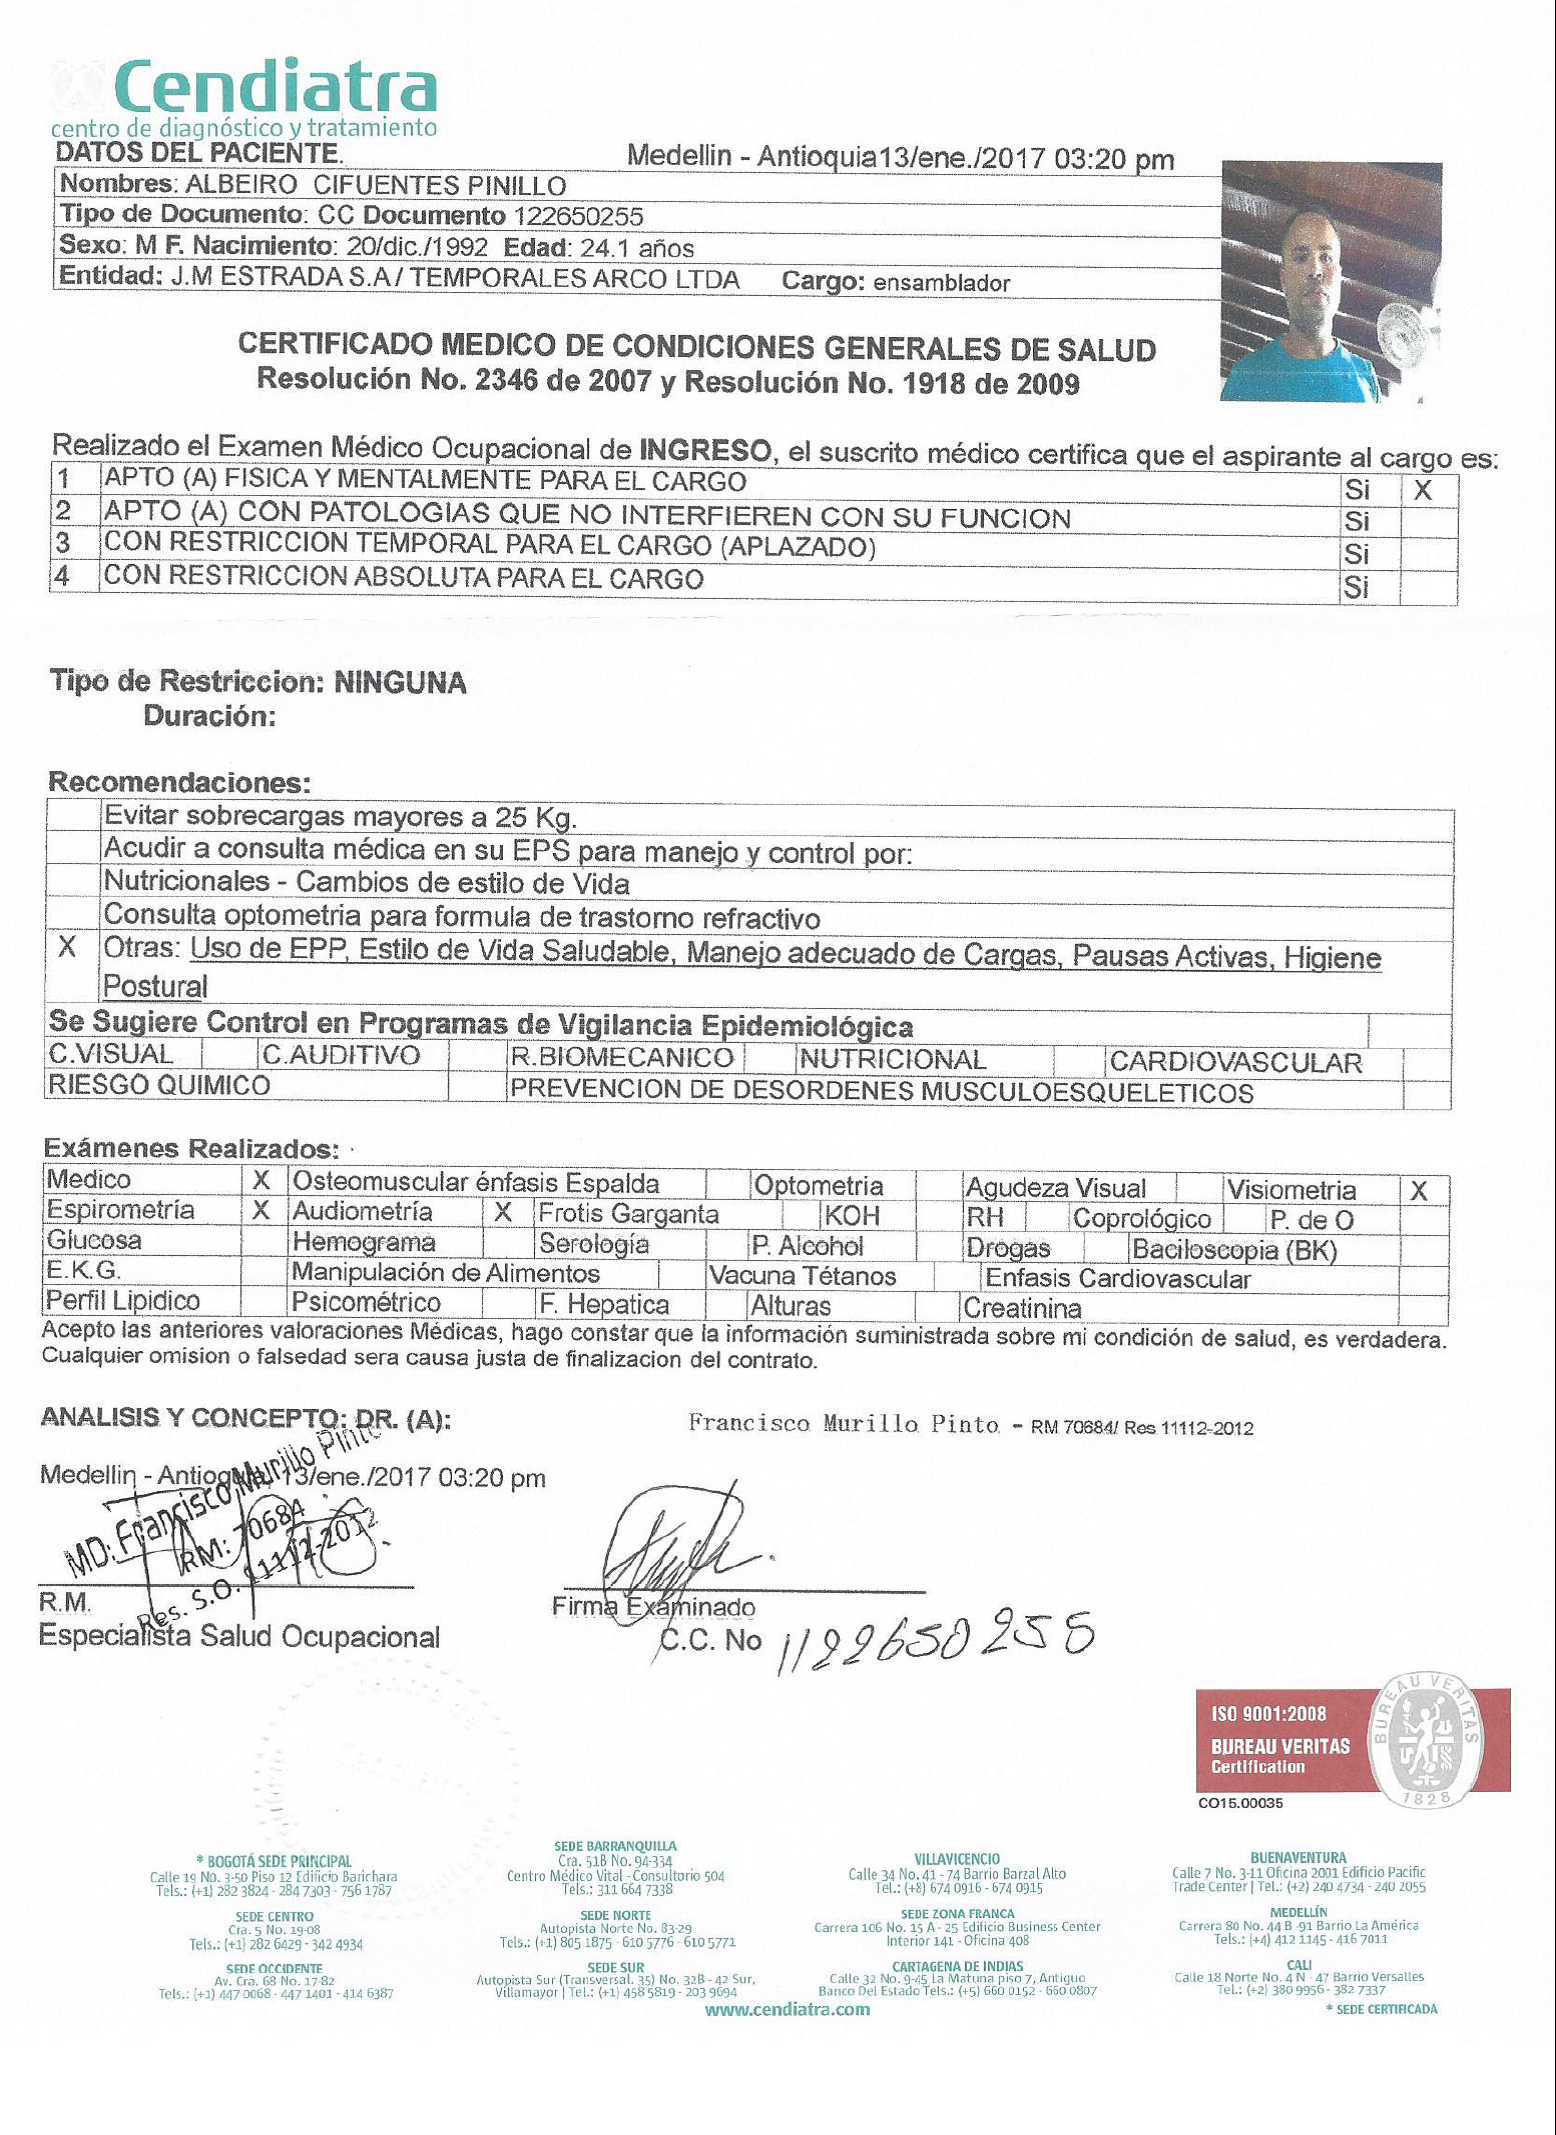 Cendiatra
centro de diagnóstico y tratamiento
DATOS DEL PACIENTE. Medellin - Antioquia13/ene./2017 03:20 pm
Nombres: ALBEIRO CIFUENTES PINILLO
Tipo de Documento: CC Documento 122650255
Sexo: M F. Nacimiento: 20/dic./1992 Edad: 24.1 años
Entidad: J.M ESTRADA S.A / TEMPORALES ARCO LTDA Cargo: ensamblador
CERTIFICADO MEDICO DE CONDICIONES GENERALES DE SALUD
Resolución No. 2346 de 2007 y Resolución No. 1918 de 2009
Realizado el Examen Médico Ocupacional de INGRESO, el suscrito médico certifica que el aspirante al cargo es:
1 APTO (A) FISICA Y MENTALMENTE PARA EL CARGO Si X
2 APTO (A) CON PATOLOGIAS QUE NO INTERFIEREN CON SU FUNCION Si
3 CON RESTRICCION TEMPORAL PARA EL CARGO (APLAZADO) Si
4 CON RESTRICCION ABSOLUTA PARA EL CARGO Si
Tipo de Restriccion: NINGUNA
Duración:
Recomendaciones:
Evitar sobrecargas mayores a 25 Kg.
Acudir a consulta médica en su EPS para manejo y control por:
Nutricionales - Cambios de estilo de Vida
Consulta optometria para formula de trastorno refractivo
X Otras: Uso de EPP, Estilo de Vida Saludable, Manejo adecuado de Cargas, Pausas Activas, Higiene
Postural
Se Sugiere Control en Programas de Vigilancia Epidemiológica
C.VISUAL C.AUDITIVO R.BIOMECANICO NUTRICIONAL CARDIOVASCULAR
RIESGO QUIMICO PREVENCION DE DESORDENES MUSCULOESQUELETICOS
Exámenes Realizados:
Medico X Osteomuscular énfasis Espalda Optometria Agudeza Visual Visiometria X
Espirometría X Audiometría X Frotis Garganta KOH RH Coprológico P. de O
Glucosa Hemograma Serología P. Alcohol Drogas Baciloscopia (BK)
E.K.G. Manipulación de Alimentos Vacuna Tétanos Enfasis Cardiovascular
Perfil Lipidico Psicométrico F. Hepatica Alturas Creatinina
Acepto las anteriores valoraciones Médicas, hago constar que la información suministrada sobre mi condición de salud, es verdadera.
Cualquier omision o falsedad sera causa justa de finalizacion del contrato.
ANALISIS Y CONCEPTO: DR. (A): Francisco Murillo Pinto - RM 70684/ Res 11112-2012
Medellin - Antioquia 13/ene./2017 03:20 pm
MD: Francisco Murillo Pinto
RM: 70684
Res. S.O. 11112-2012
R.M. Firma Examinado
Especialista Salud Ocupacional C.C. No 1122650255
ISO 9001:2008
BUREAU VERITAS
Certification
BUREAU VERITAS
1828
CO15.00035
* BOGOTÁ SEDE PRINCIPAL
Calle 19 No. 3-50 Piso 12 Edificio Barichara
Tels.: (+1) 282 3824 - 284 7303 - 756 1787
SEDE CENTRO
Cra. 5 No. 19-08
Tels.: (+1) 282 6429 - 342 4934
SEDE OCCIDENTE
Av. Cra. 68 No. 17-82
Tels.: (+1) 447 0068 - 447 1401 - 414 6387
SEDE BARRANQUILLA
Cra. 51B No. 94-334
Centro Médico Vital - Consultorio 504
Tels.: 311 664 7338
SEDE NORTE
Autopista Norte No. 83-29
Tels.: (+1) 805 1875 - 610 5776 - 610 5771
SEDE SUR
Autopista Sur (Transversal. 35) No. 32B - 42 Sur,
Villamayor | Tel.: (+1) 458 5819 - 203 9694
VILLAVICENCIO
Calle 34 No. 41 - 74 Barrio Barzal Alto
Tel.: (+8) 674 0916 - 674 0915
SEDE ZONA FRANCA
Carrera 106 No. 15 A - 25 Edificio Business Center
Interior 141 - Oficina 408
CARTAGENA DE INDIAS
Calle 32 No. 9-45 La Matuna piso 7, Antiguo
Banco Del Estado Tels.: (+5) 660 0152 - 660 0807
BUENAVENTURA
Calle 7 No. 3-11 Oficina 2001 Edificio Pacific
Trade Center | Tel.: (+2) 240 4734 - 240 2055
MEDELLÍN
Carrera 80 No. 44 B -91 Barrio La América
Tels.: (+4) 412 1145 - 416 7011
CALI
Calle 18 Norte No. 4 N - 47 Barrio Versalles
Tel.: (+2) 380 9956 - 382 7337
* SEDE CERTIFICADA
www.cendiatra.com